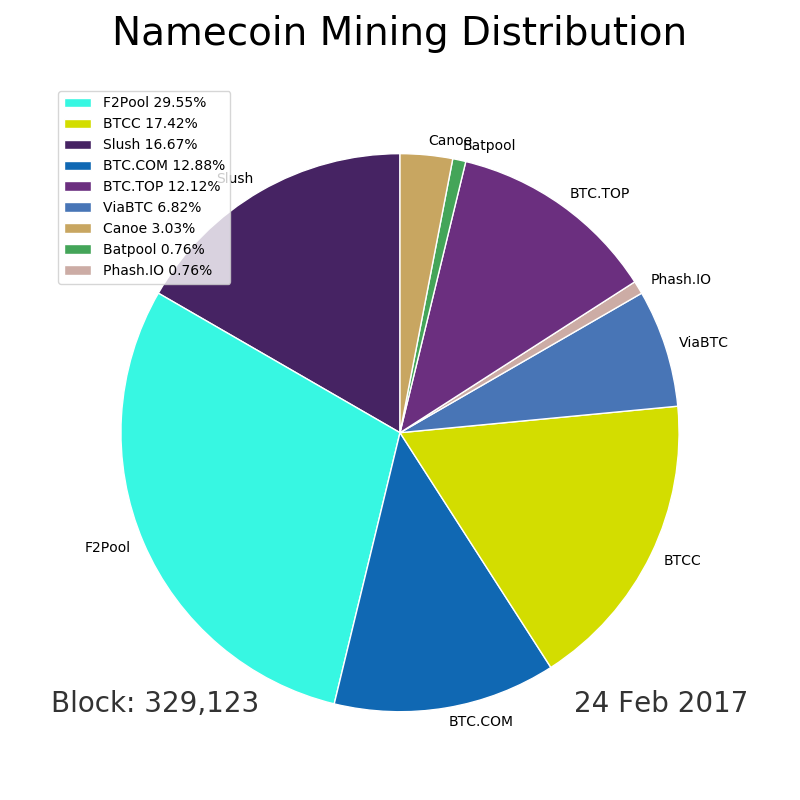 Namecoin Mining Distribution
F2Pool 29.55%
BTCC 17.42%
Slush 16.67%
BTC.COM 12.88%
BTC.TOP 12.12%
ViaBTC 6.82%
Canoe 3.03%
Batpool 0.76%
Phash.IO 0.76%
Canoe
Batpool
Slush
BTC.TOP
Phash.IO
ViaBTC
F2Pool
BTCC
BTC.COM
Block: 329,123
24 Feb 2017